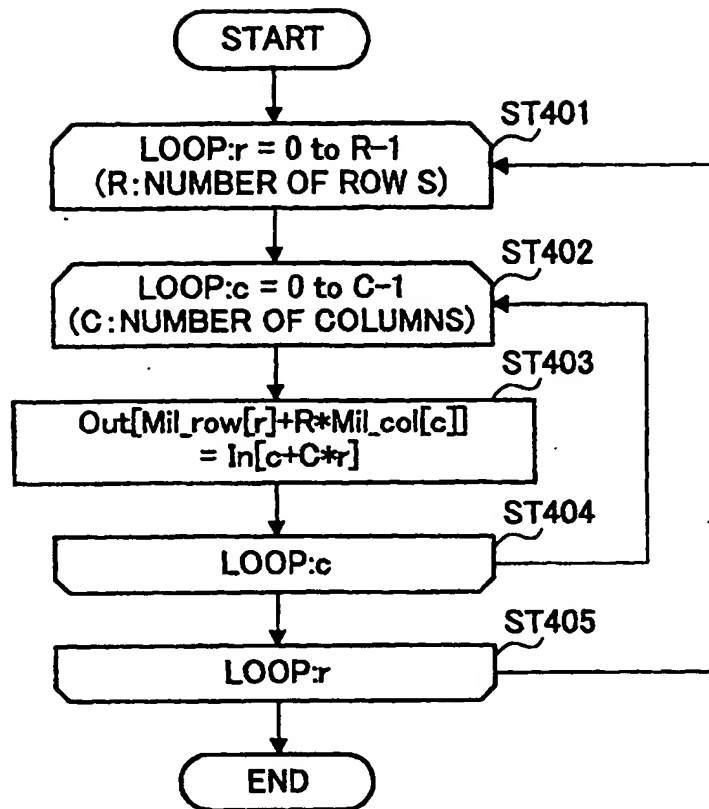 START
ST401
LOOP:r = 0 to R-1
(R:NUMBER OF ROW S)
ST402
LOOP:c = 0 to C-1
(C:NUMBER OF COLUMNS)
ST403
Out[Mil_row[r]+R*Mil_col[c]]
= In[c+C*r]
ST404
LOOP:c
ST405
LOOP:r
END